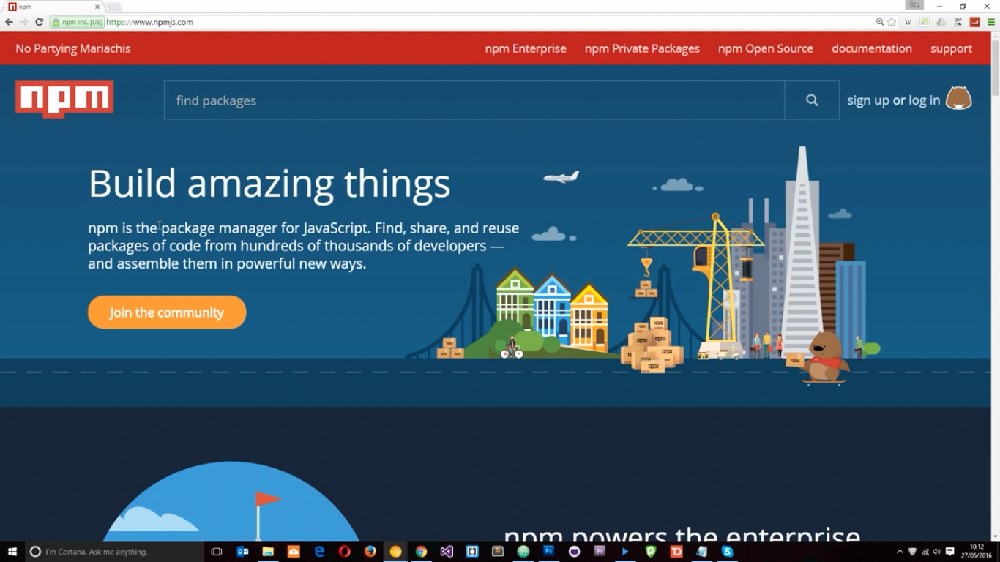 npm
The
npm Inc. [US] https://www.npmjs.com
W
No Partying Mariachis
npm Enterprise
npm Private Packages
npm Open Source
documentation
support
npm
find packages
sign up or log in
Build amazing things
npm is the package manager for JavaScript. Find, share, and reuse
packages of code from hundreds of thousands of developers —
and assemble them in powerful new ways.
Join the community
npm powers the enterprise
I'm Cortana. Ask me anything.
Ps
Pr
10:12
27/05/2016